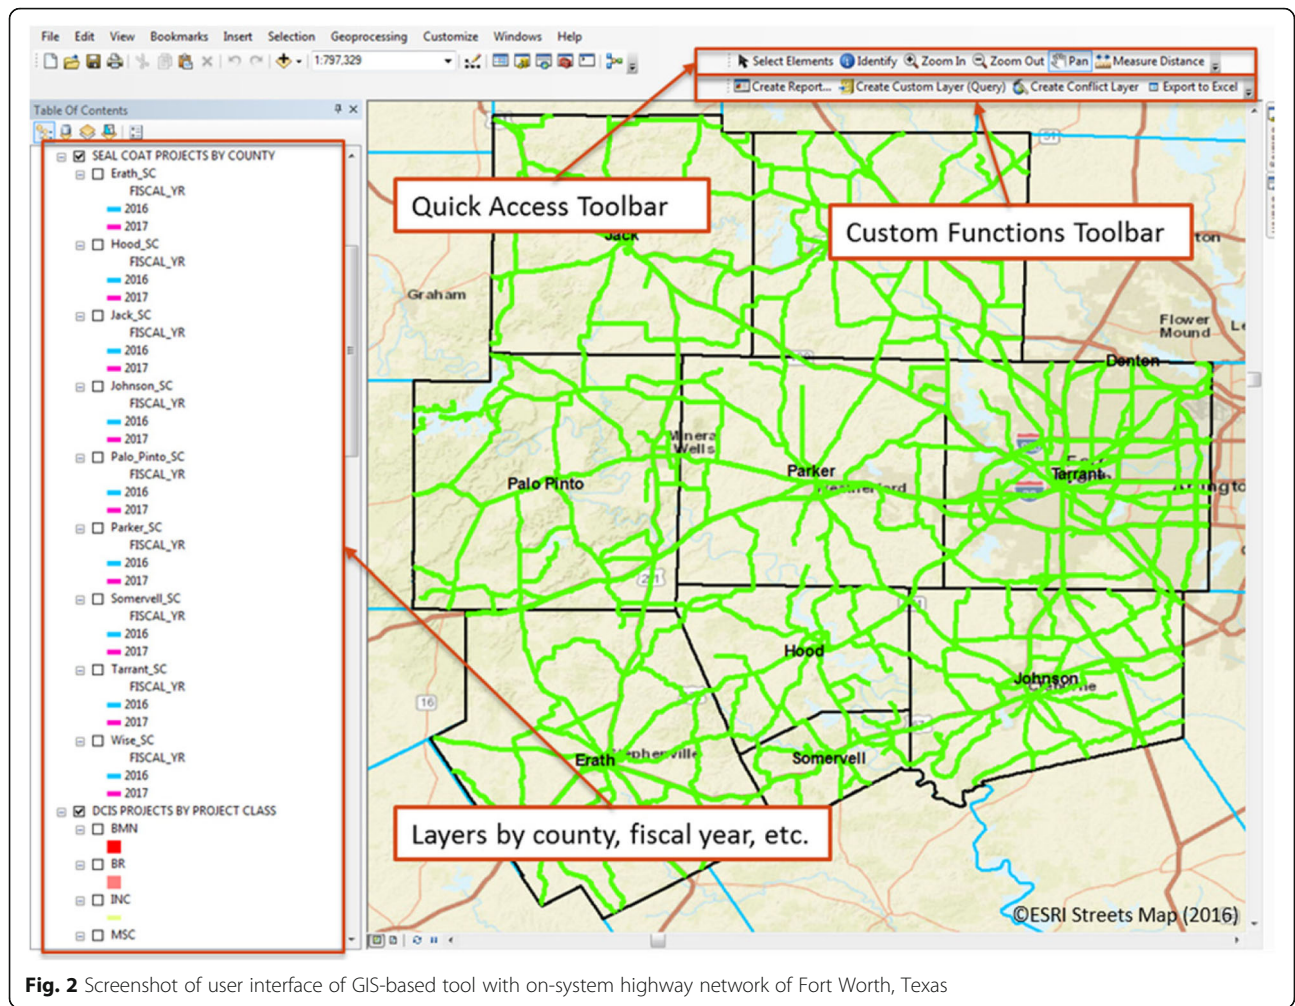 File Edit View Bookmarks Insert Selection Geoprocessing Customize Windows Help
1:797,329
Select Elements Identify Zoom In Zoom Out Pan Measure Distance
Create Report... Create Custom Layer (Query) Create Conflict Layer Export to Excel
Table Of Contents
SEAL COAT PROJECTS BY COUNTY
Erath_SC
FISCAL_YR
2016
2017
Hood_SC
FISCAL_YR
2016
2017
Jack_SC
FISCAL_YR
2016
2017
Johnson_SC
FISCAL_YR
2016
2017
Palo_Pinto_SC
FISCAL_YR
2016
2017
Parker_SC
FISCAL_YR
2016
2017
Somervell_SC
FISCAL_YR
2016
2017
Tarrant_SC
FISCAL_YR
2016
2017
Wise_SC
FISCAL_YR
2016
2017
DCIS PROJECTS BY PROJECT CLASS
BMN
BR
INC
MSC
Quick Access Toolbar
Custom Functions Toolbar
Jack
Graham
Flower
Mound
Denton
Minera
Wells
Parker
Weatherford
Palo Pinto
Tarrant
Hood
Johnson
16
Erath
Somervell
Layers by county, fiscal year, etc.
©ESRI Streets Map (2016)
Fig. 2 Screenshot of user interface of GIS-based tool with on-system highway network of Fort Worth, Texas